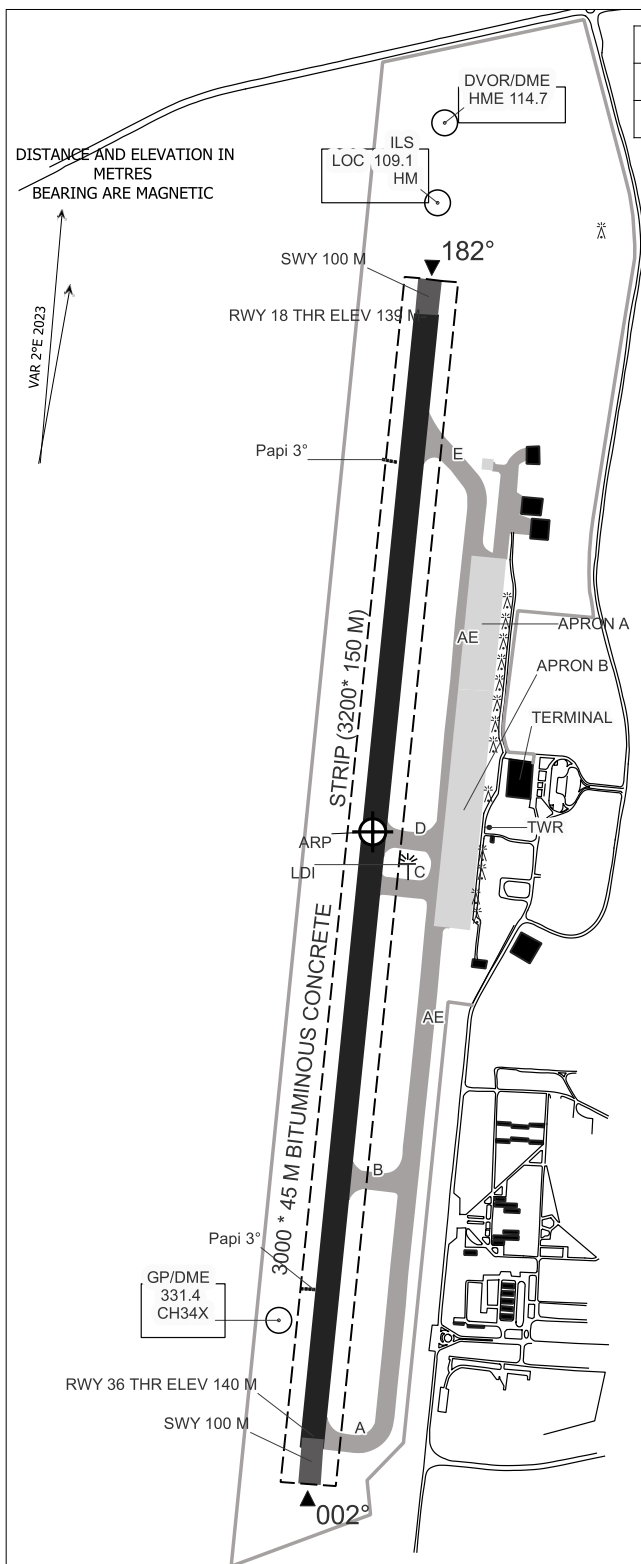 DVOR/DME
HME 114.7
ILS
LOC 109.1
HM
DISTANCE AND ELEVATION IN
METRES
BEARING ARE MAGNETIC
VAR 2°E 2023
182°
SWY 100 M
RWY 18 THR ELEV 139 M
Papi 3°
E
APRON A
AE
APRON B
STRIP (3200* 150 M)
TERMINAL
D
TWR
ARP
LDI
C
AE
3000 * 45 M BITUMINOUS CONCRETE
B
Papi 3°
GP/DME
331.4
CH34X
RWY 36 THR ELEV 140 M
A
SWY 100 M
002°